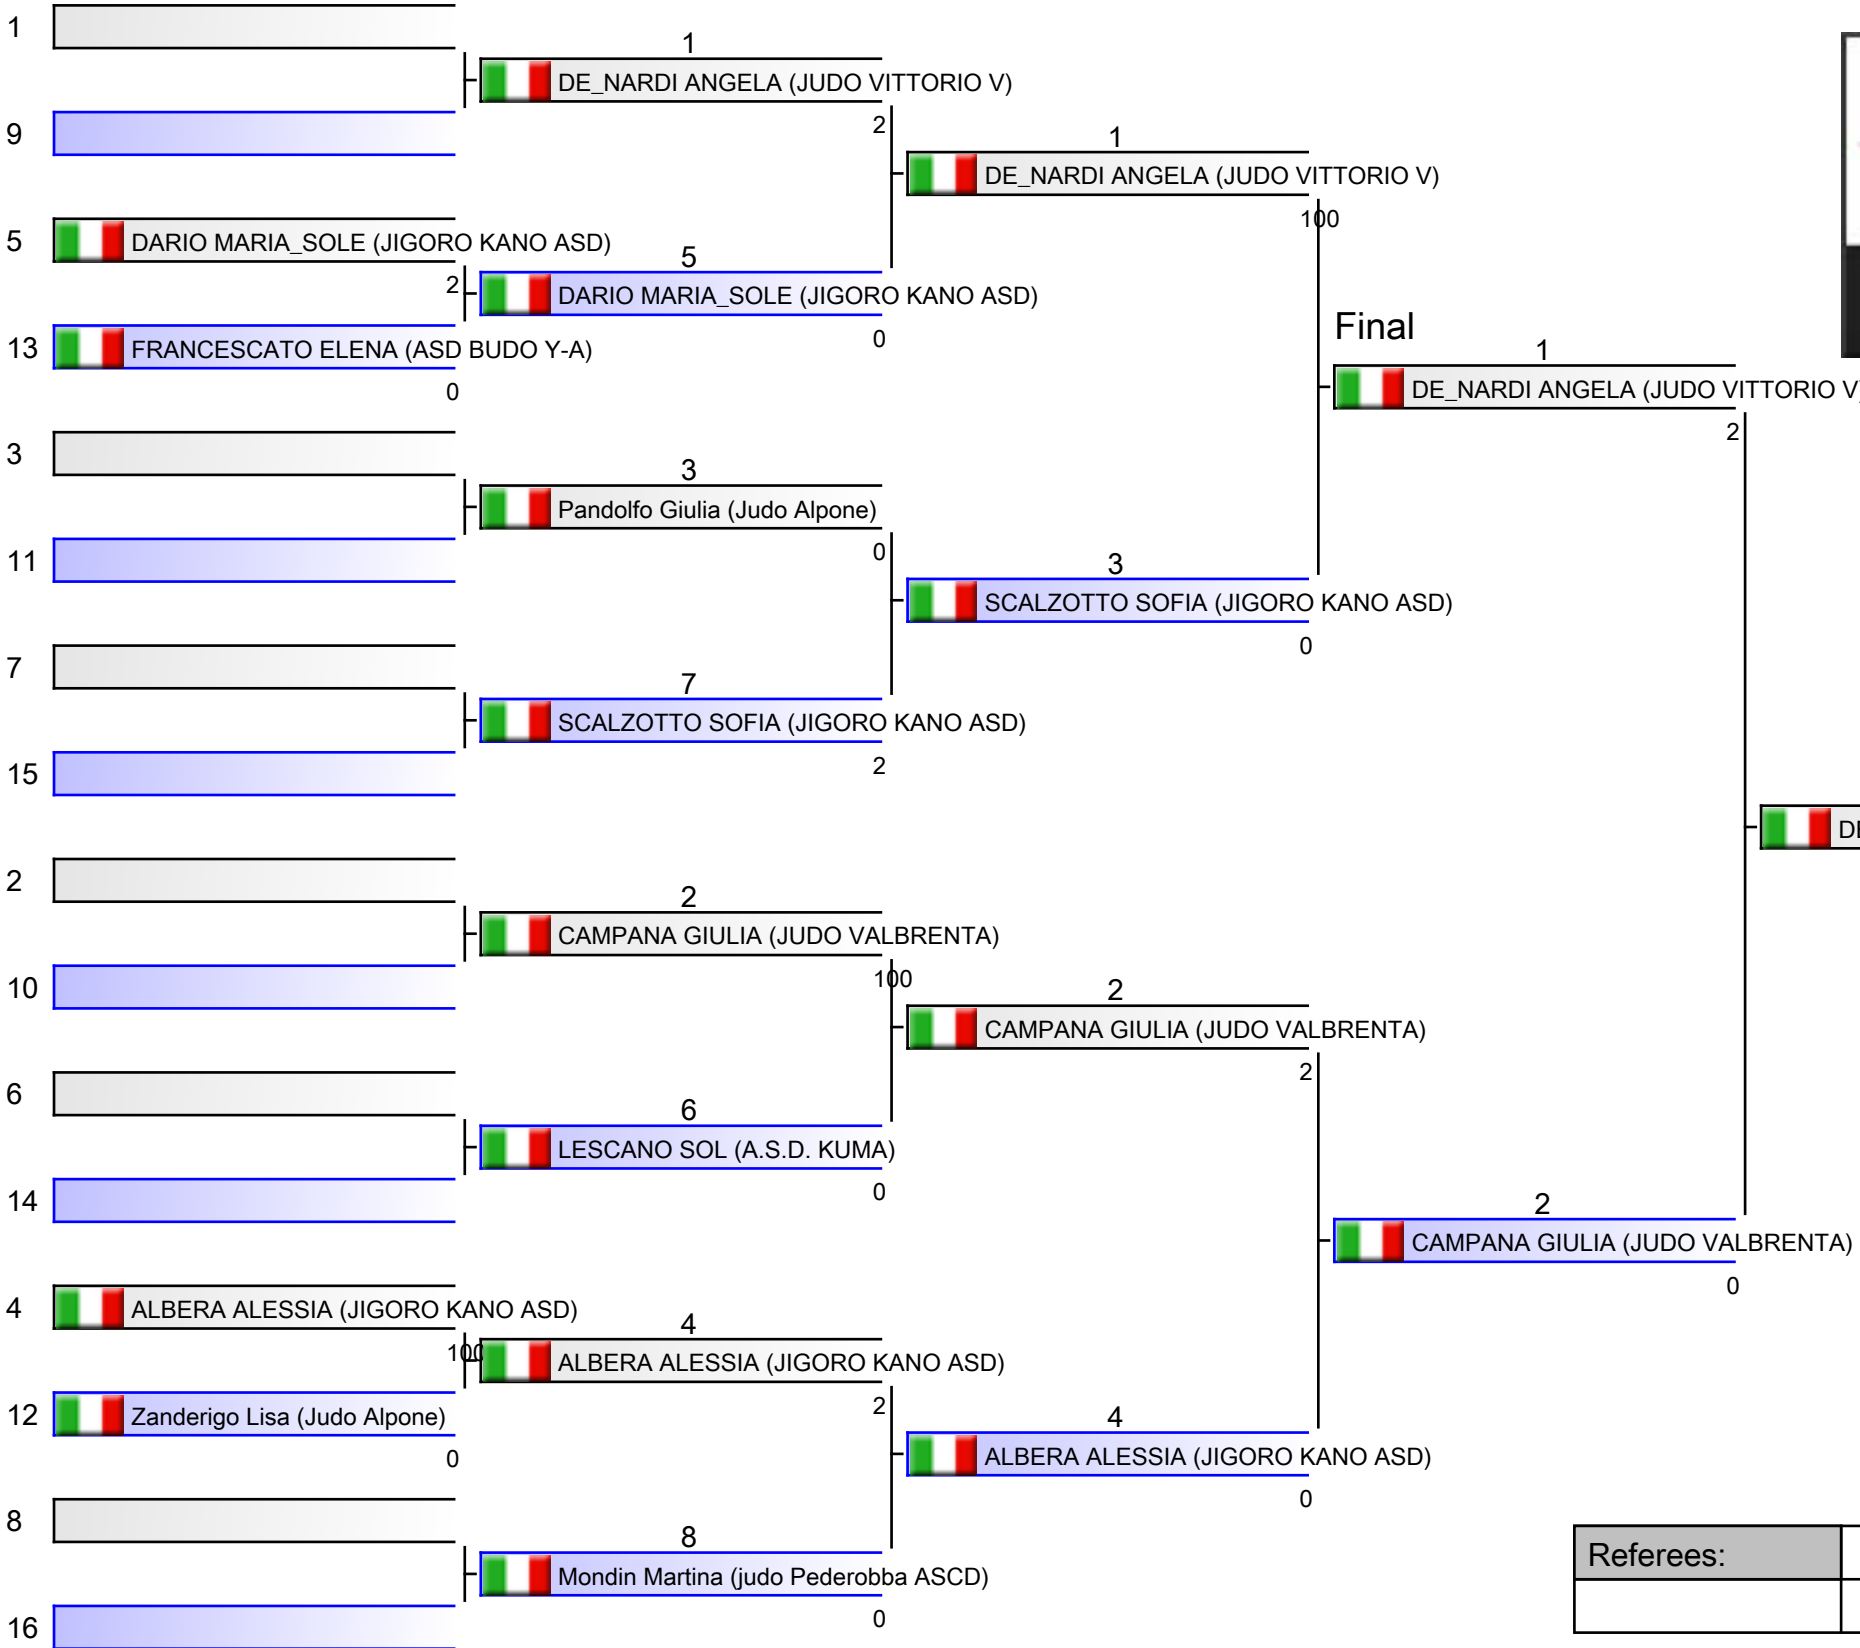 1
1
DE_NARDI ANGELA (JUDO VITTORIO V)
2
9
1
DE_NARDI ANGELA (JUDO VITTORIO V)
100
5
DARIO MARIA_SOLE (JIGORO KANO ASD)
2
5
DARIO MARIA_SOLE (JIGORO KANO ASD)
0
13
FRANCESCATO ELENA (ASD BUDO Y-A)
0
Final
1
DE_NARDI ANGELA (JUDO VITTORIO V)
2
3
3
Pandolfo Giulia (Judo Alpone)
0
11
3
SCALZOTTO SOFIA (JIGORO KANO ASD)
0
7
7
SCALZOTTO SOFIA (JIGORO KANO ASD)
2
15
DE
2
2
CAMPANA GIULIA (JUDO VALBRENTA)
100
10
2
CAMPANA GIULIA (JUDO VALBRENTA)
2
6
6
LESCANO SOL (A.S.D. KUMA)
0
14
2
CAMPANA GIULIA (JUDO VALBRENTA)
0
4
ALBERA ALESSIA (JIGORO KANO ASD)
100
4
ALBERA ALESSIA (JIGORO KANO ASD)
2
12
Zanderigo Lisa (Judo Alpone)
0
4
ALBERA ALESSIA (JIGORO KANO ASD)
0
8
8
Mondin Martina (judo Pederobba ASCD)
0
16
Referees: